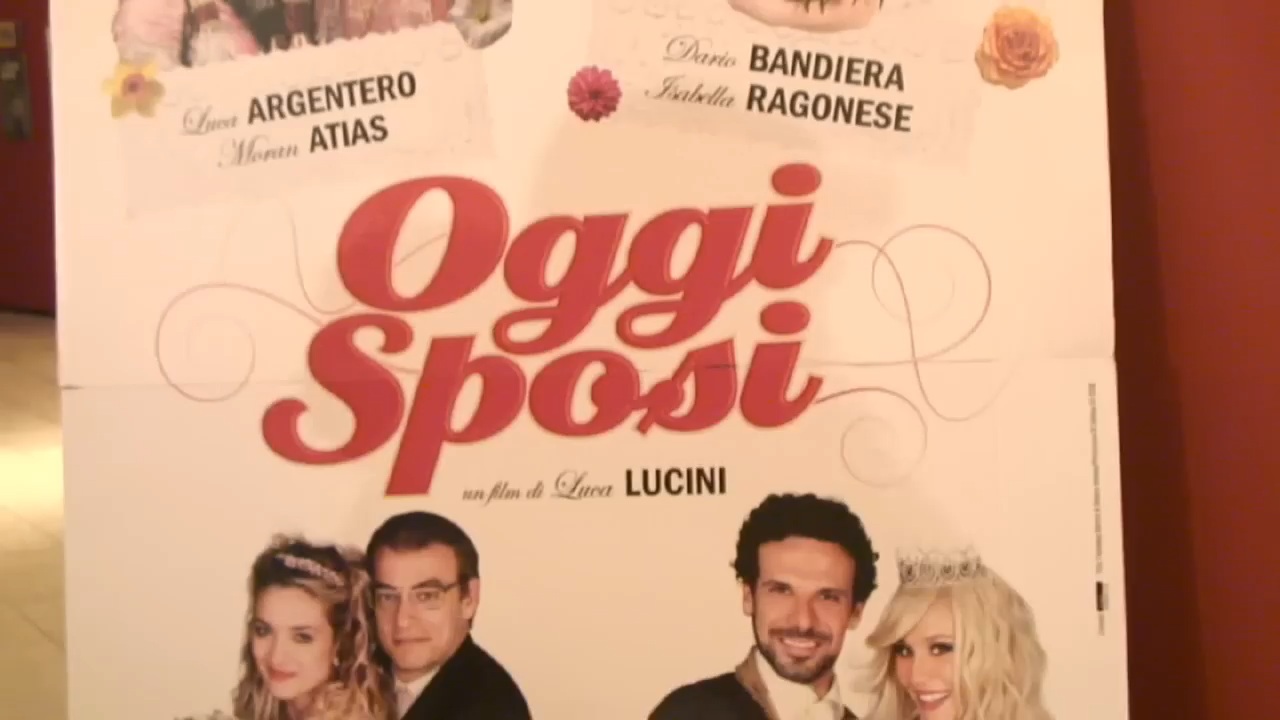 Luca ARGENTERO
Moran ATIAS
Dario BANDIERA
Isabella RAGONESE
Oggi
Sposi
un film di Luca LUCINI